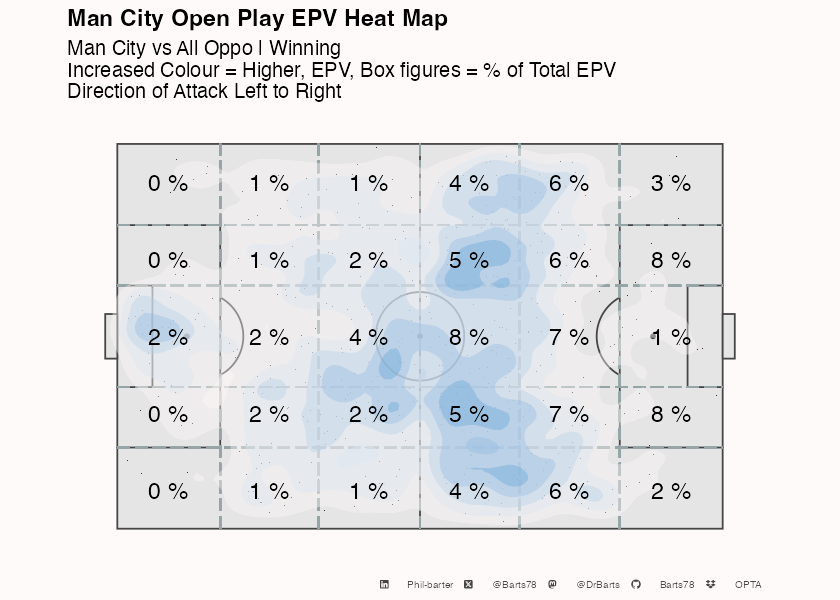 Man City Open Play EPV Heat Map
Man City vs All Oppo I Winning
Increased Colour = Higher, EPV, Box figures = % of Total EPV
Direction of Attack Left to Right
0 % 1 % 1 % 4 % 6 % 3 %
0 % 1 % 2 % 5 % 6 % 8 %
2 % 2 % 4 % 8 % 7 % 1 %
0 % 2 % 2 % 5 % 7 % 8 %
0 % 1 % 1 % 4 % 6 % 2 %
Phil-barter @Barts78 @DrBarts Barts78 OPTA